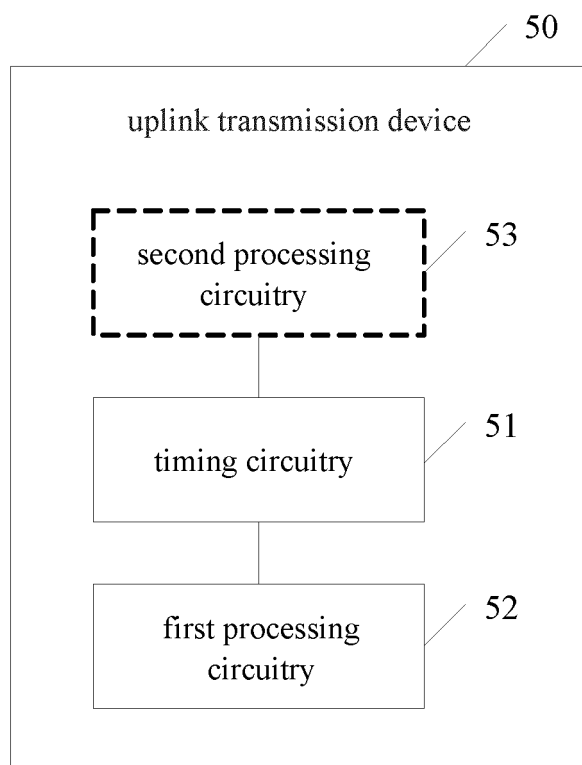 50
uplink transmission device
53
second processing
circuitry
51
timing circuitry
52
first processing
circuitry